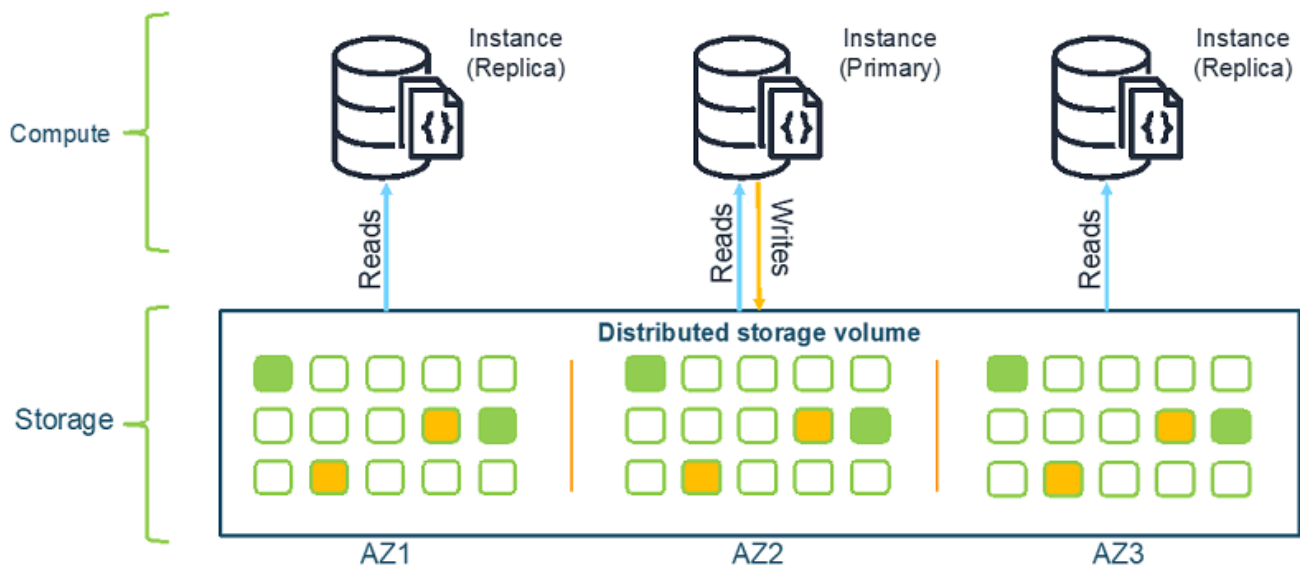 Instance
(Replica)
Instance
(Primary)
Instance
(Replica)
{}
{}
{}
Compute
Reads
Reads
Writes
Reads
Distributed storage volume
Storage
AZ1
AZ2
AZ3